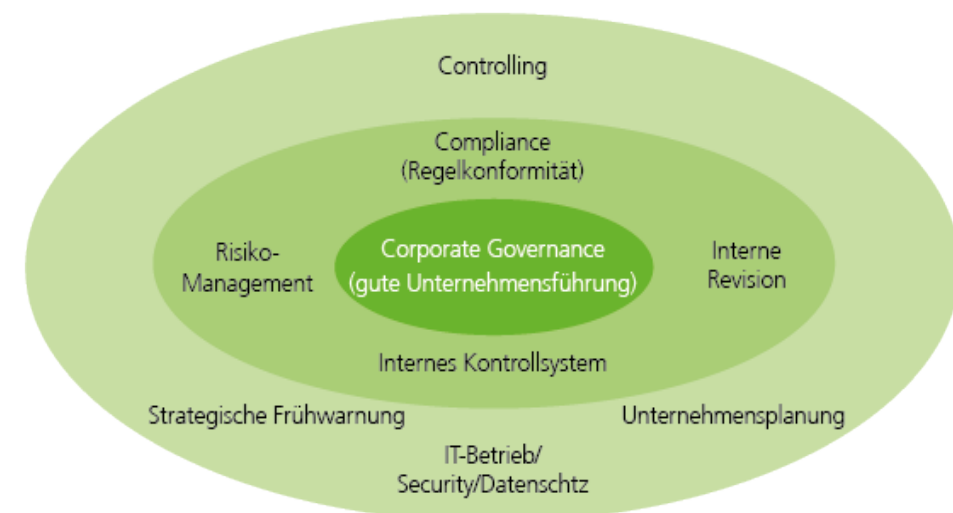 Controlling
Compliance
(Regelkonformität)
Risiko-
Management
Corporate Governance
(gute Unternehmensführung)
Interne
Revision
Internes Kontrollsystem
Strategische Frühwarnung
Unternehmensplanung
IT-Betrieb/
Security/Datenschtz